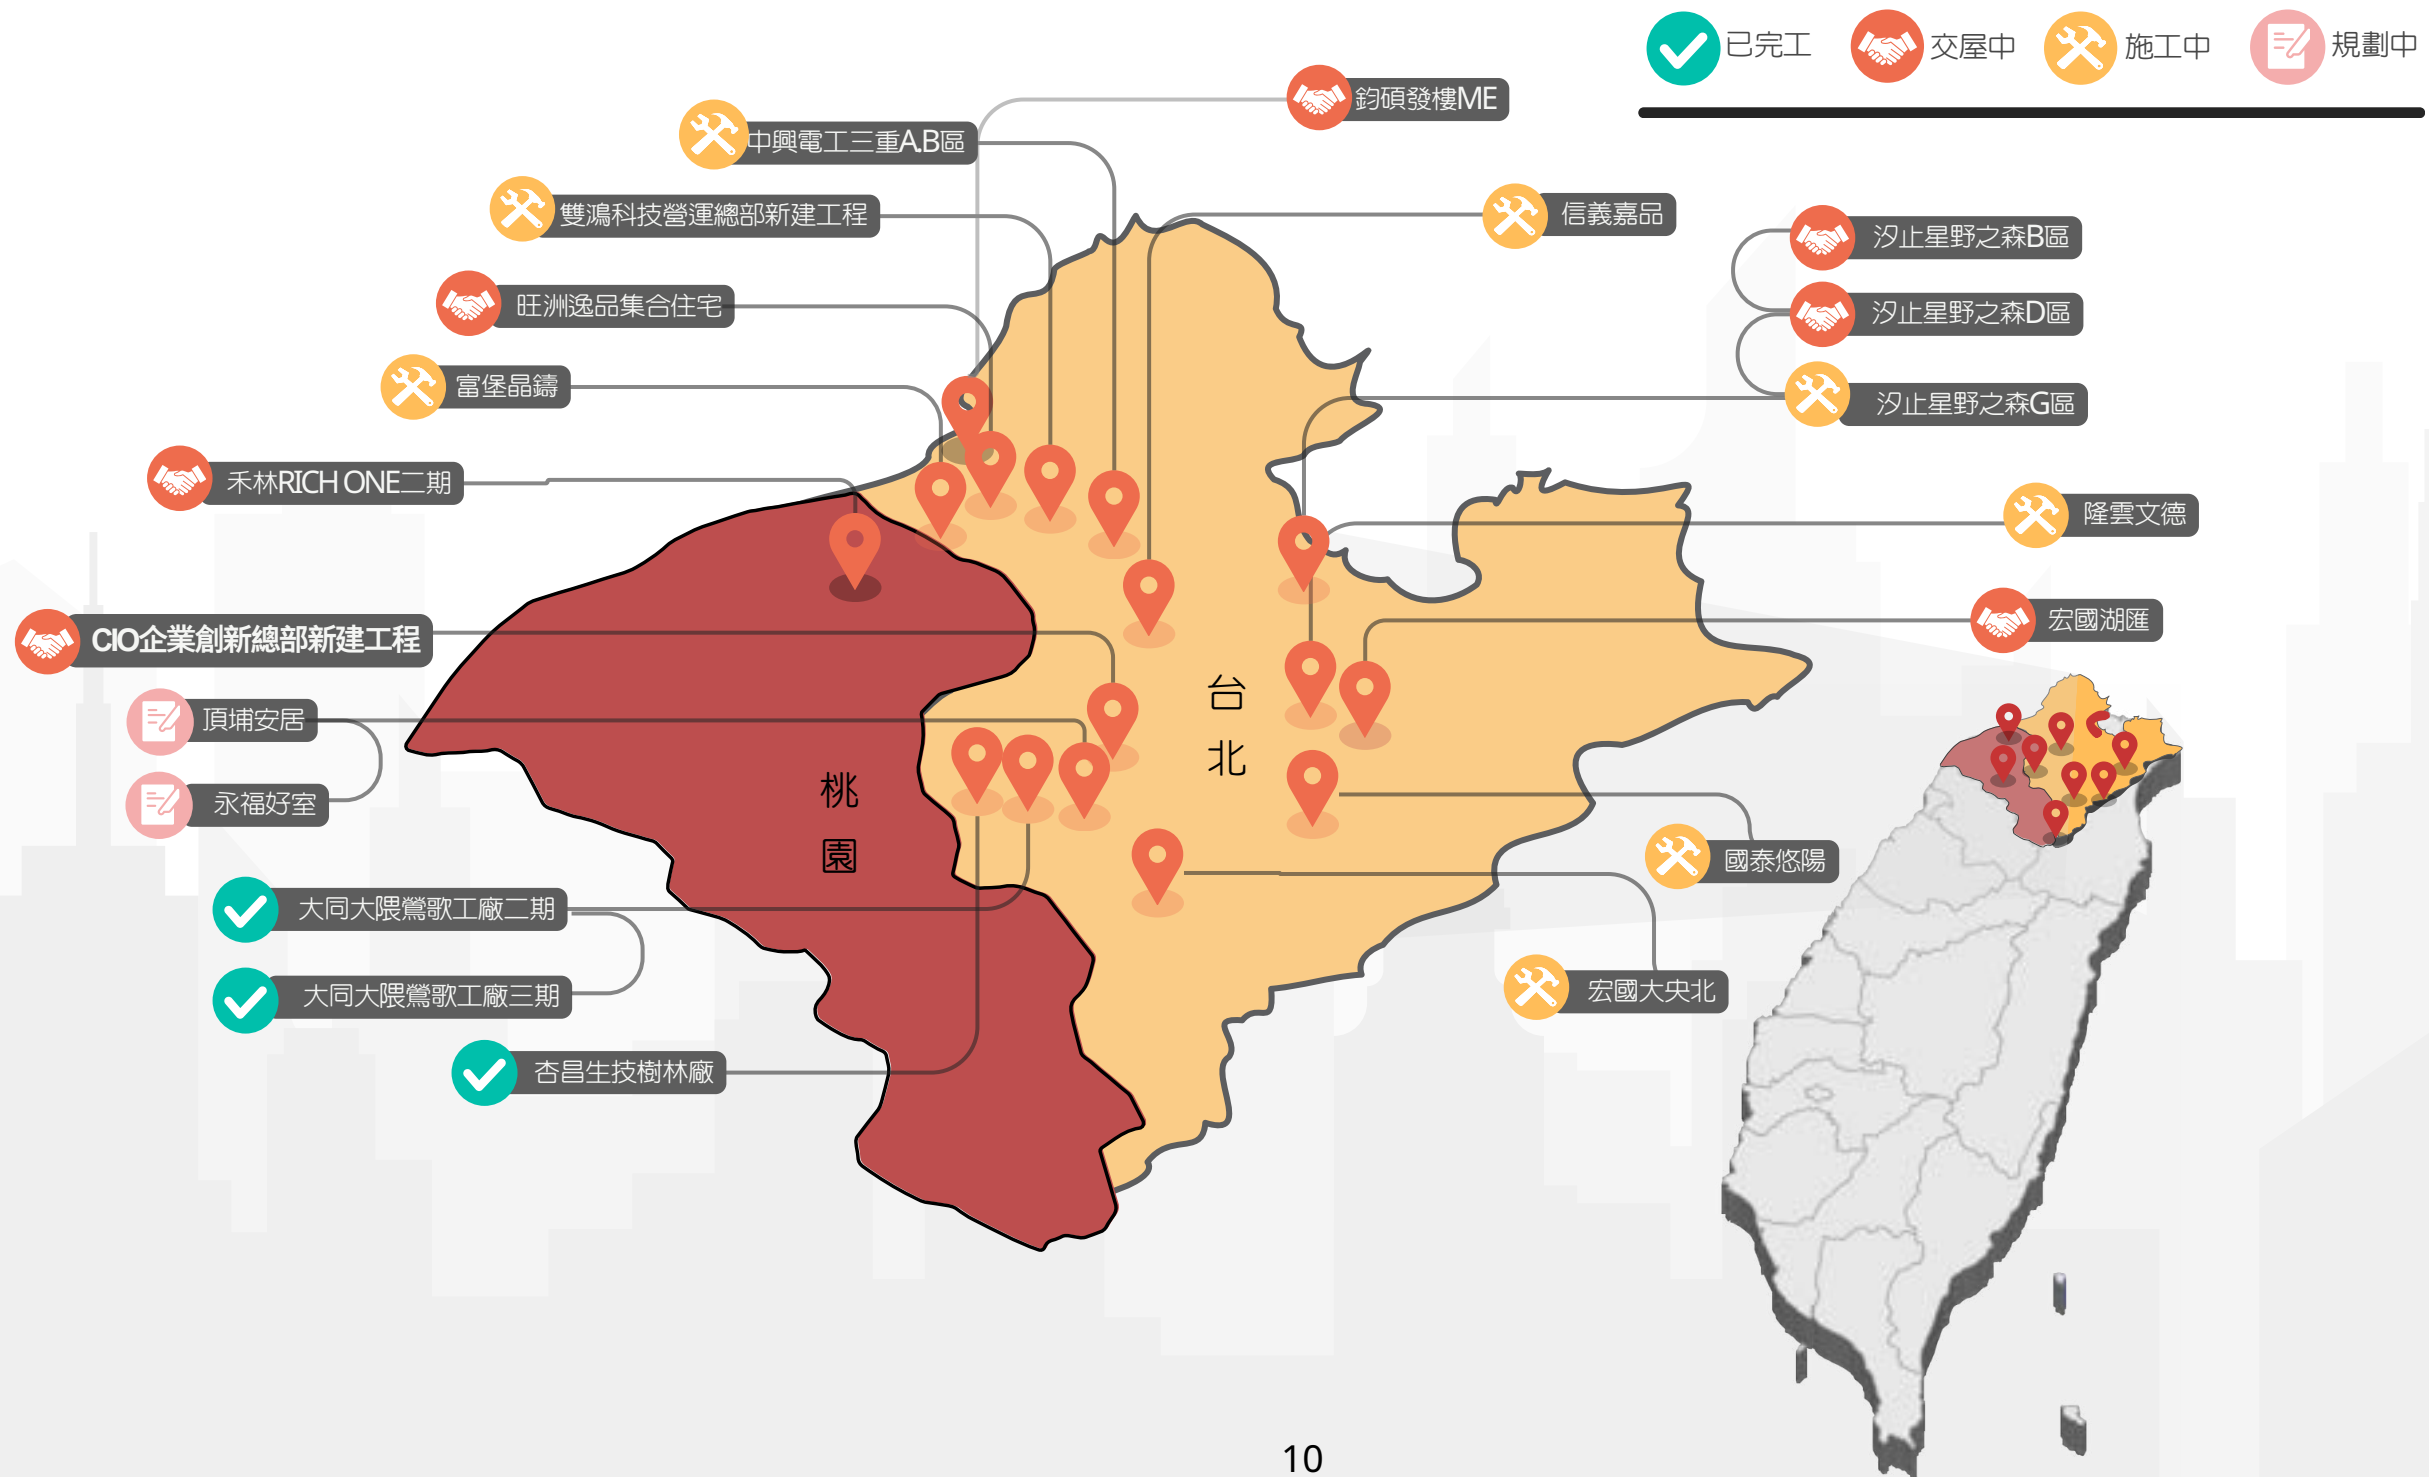 已完工
交屋中
施工中
規劃中
鈞碩發樓ME
中興電工三重A.B區
雙鴻科技營運總部新建工程
信義嘉品
汐止星野之森B區
旺洲逸品集合住宅
汐止星野之森D區
富堡晶鑄
汐止星野之森G區
禾林RICH ONE二期
隆雲文德
CIO企業創新總部新建工程
宏國湖匯
頂埔安居
永福好室
台
北
桃
園
國泰悠陽
大同大隈鶯歌工廠二期
大同大隈鶯歌工廠三期
宏國大央北
杏昌生技樹林廠
10